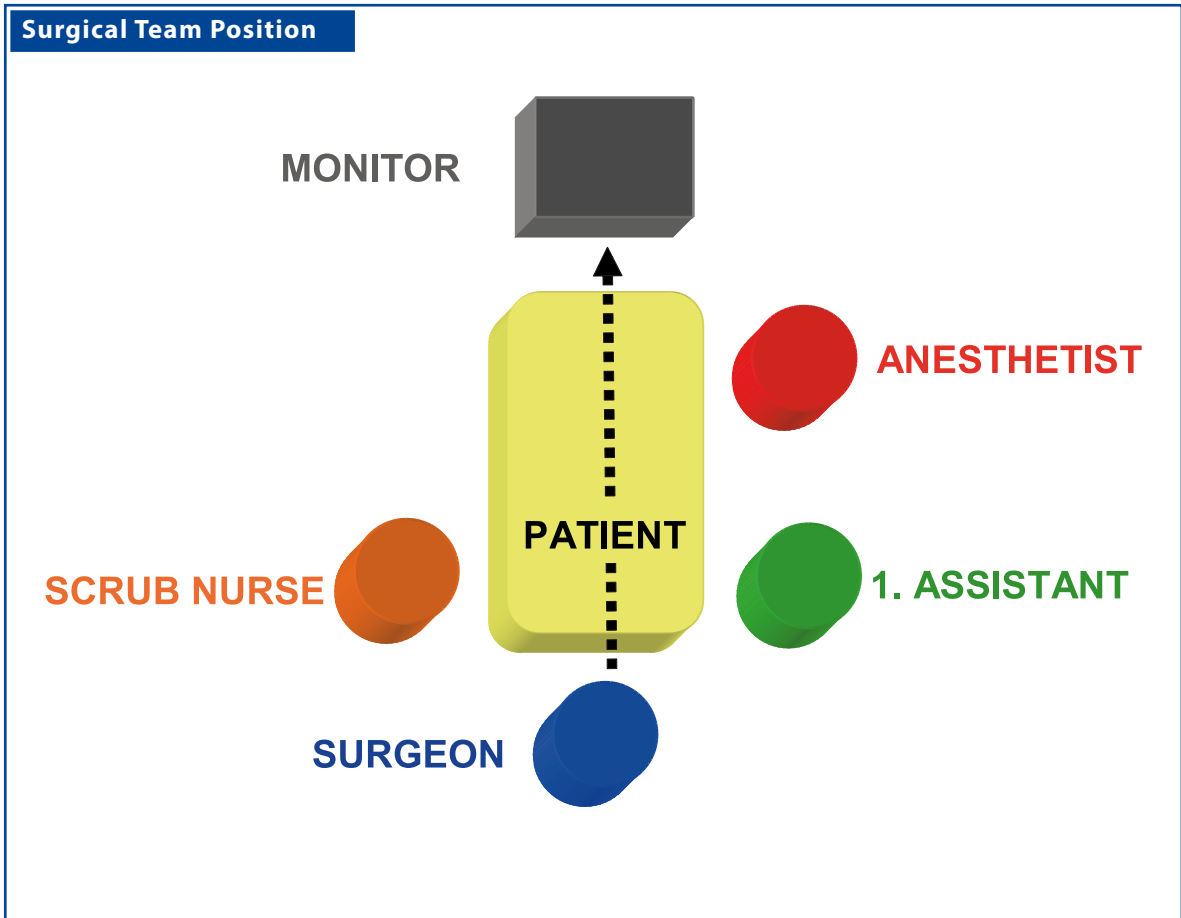 Surgical Team Position
MONITOR
ANESTHETIST
PATIENT
SCRUB NURSE
1. ASSISTANT
SURGEON